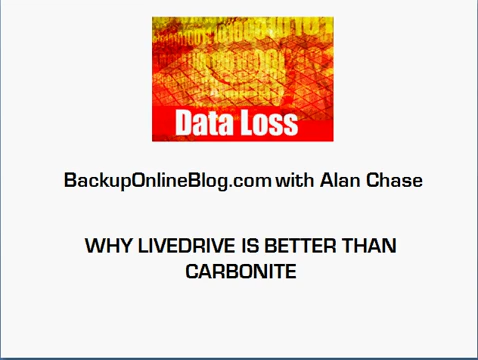 Data Loss
BackupOnlineBlog.com with Alan Chase
WHY LIVEDRIVE IS BETTER THAN
CARBONITE